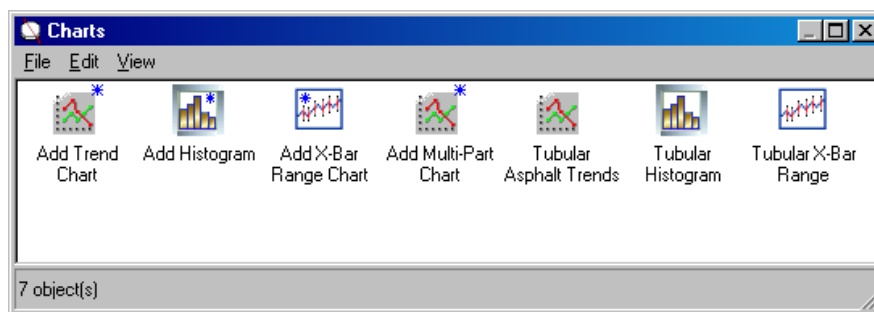 Charts
File Edit View
Add Trend Chart
Add Histogram
Add X-Bar Range Chart
Add Multi-Part Chart
Tubular Asphalt Trends
Tubular Histogram
Tubular X-Bar Range
7 object(s)